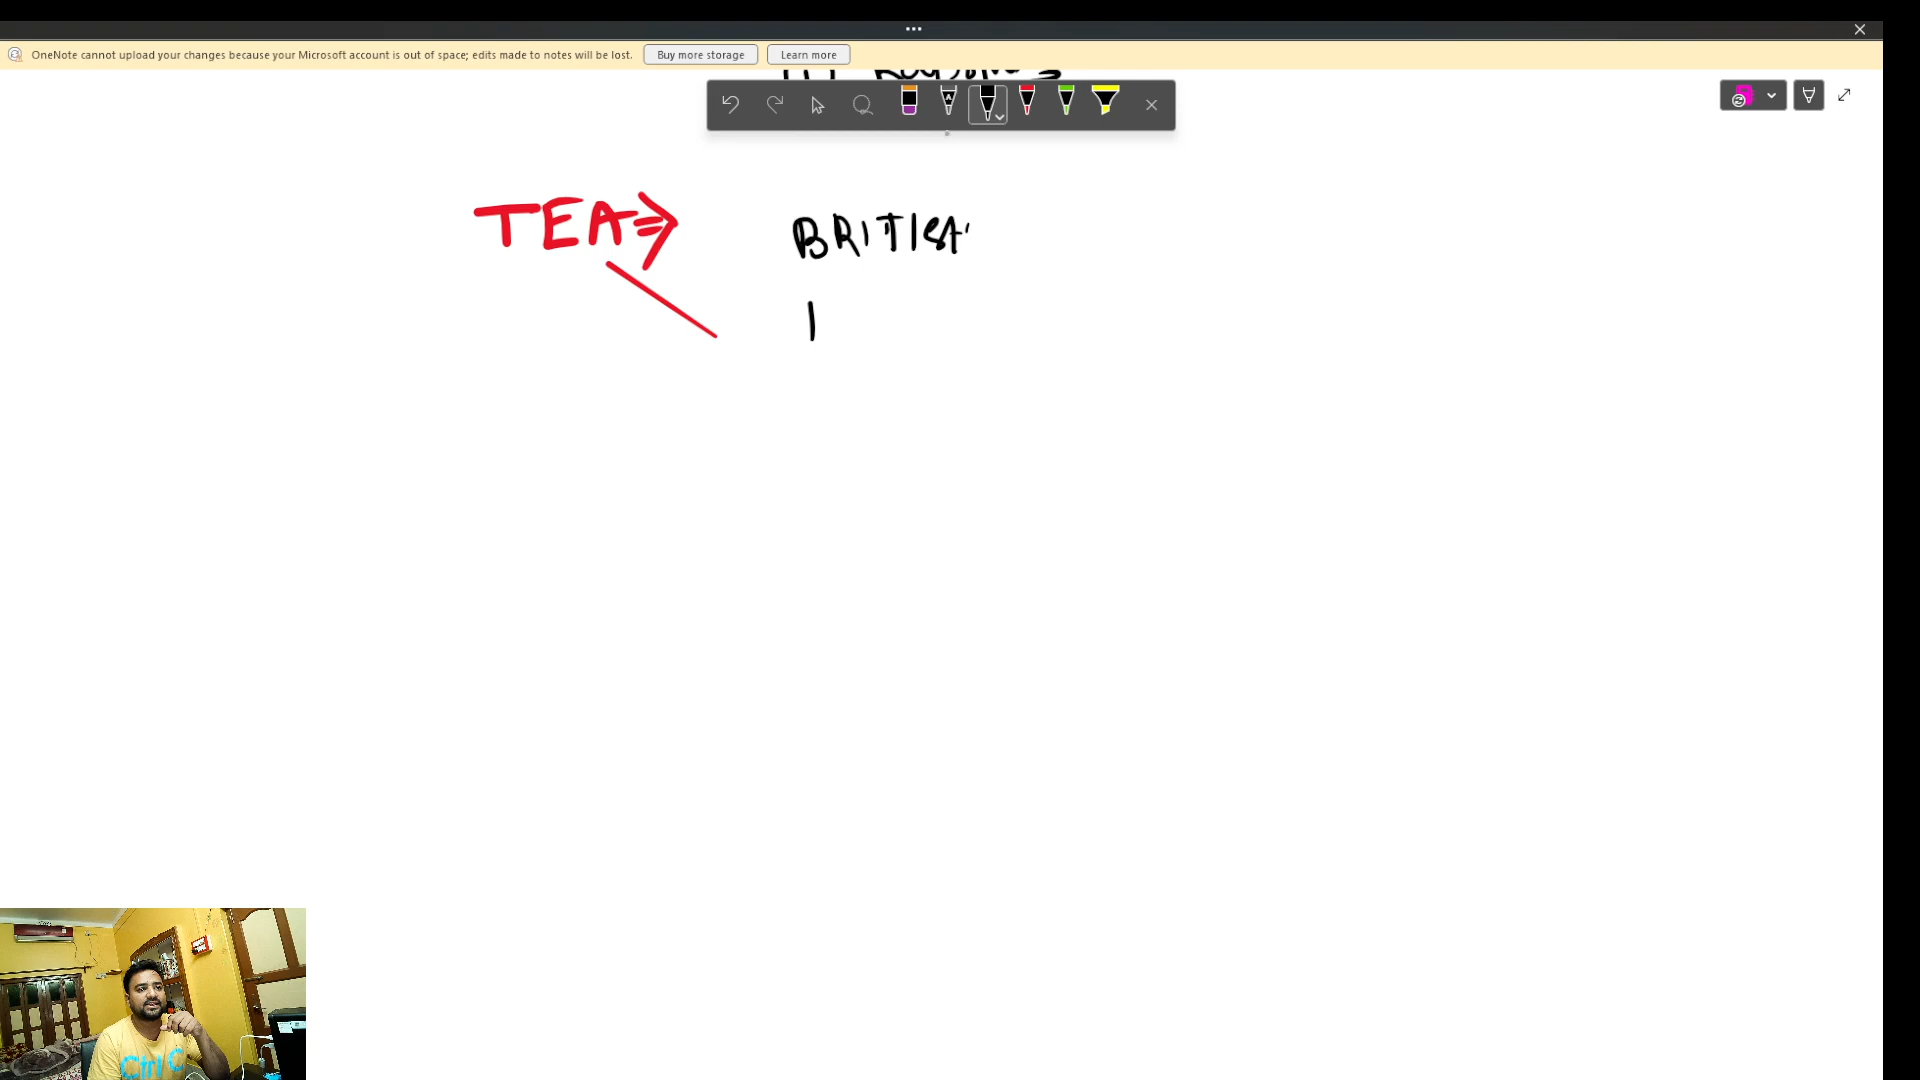 OneNote cannot upload your changes because your Microsoft account is out of space; edits made to notes will be lost. Buy more storage Learn more
TEA⇒ BRITISH
I
Ctrl C